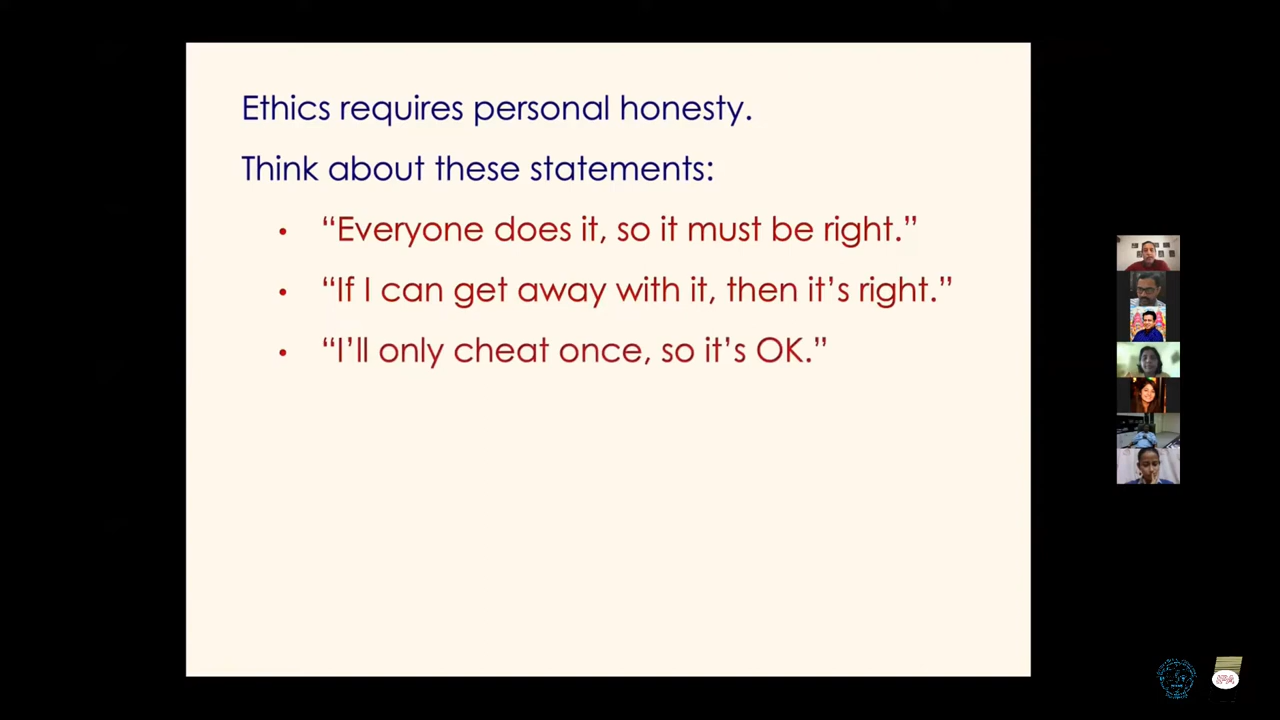 Ethics requires personal honesty.
Think about these statements:
• “Everyone does it, so it must be right.”
• “If I can get away with it, then it’s right.”
• “I’ll only cheat once, so it’s OK.”